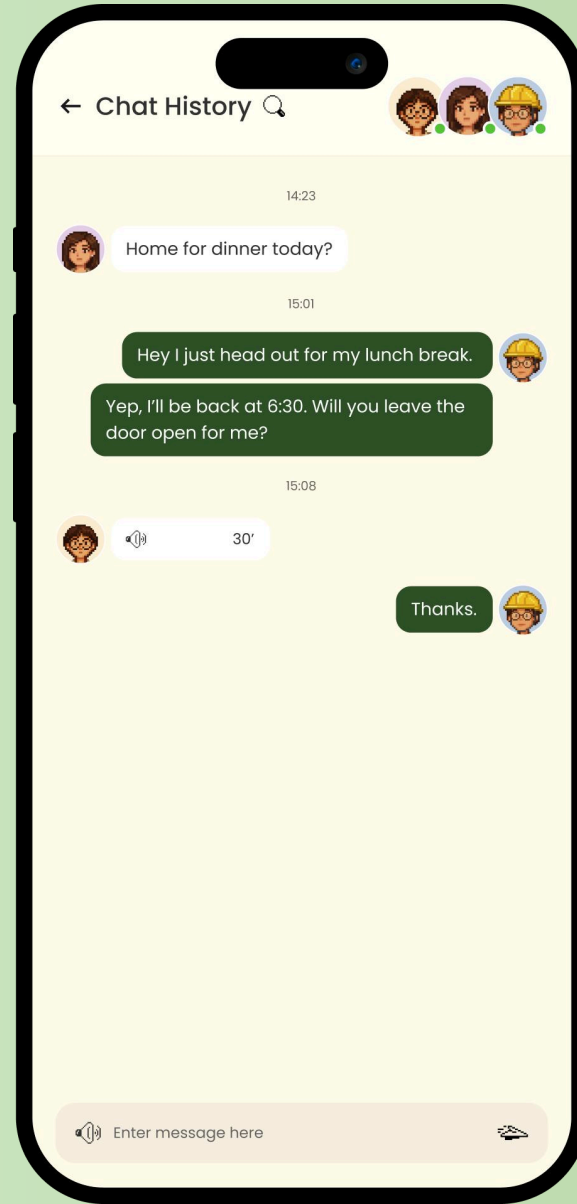 Chat History
14:23
Home for dinner today?
15:01
Hey I just head out for my lunch break.
Yep, I’ll be back at 6:30. Will you leave the
door open for me?
15:08
30’
Thanks.
Enter message here